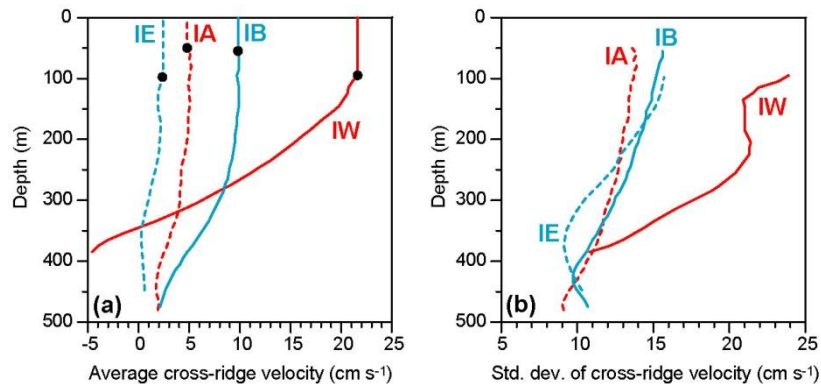 IE IA IB
IW
0
100
200
300
400
500
Depth (m)
(a)
-5 0 5 10 15 20 25
Average cross-ridge velocity (cm s⁻¹)
IA IB
IW
IE
0
100
200
300
400
500
Depth (m)
(b)
5 10 15 20 25
Std. dev. of cross-ridge velocity (cm s⁻¹)